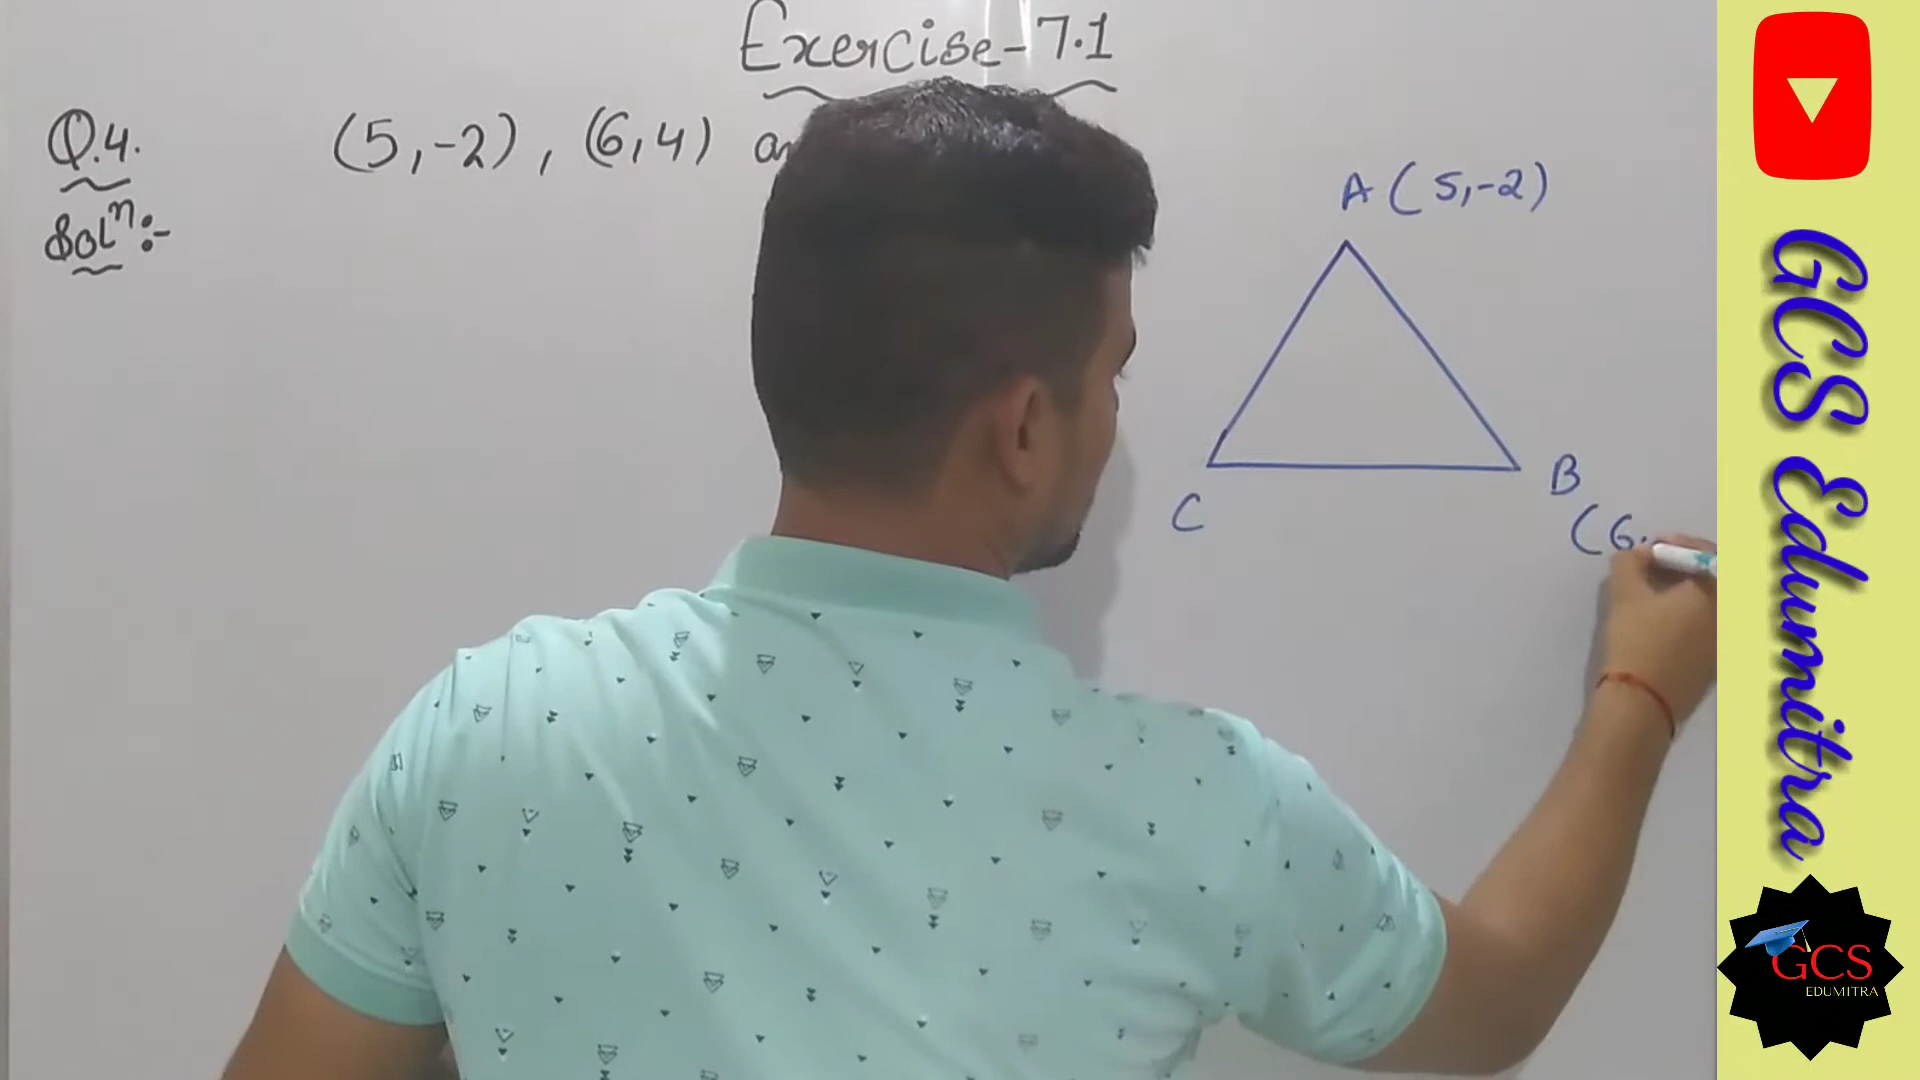 Exercise-7.1
Q.4. (5,-2), (6,4)
Solⁿ:-
A (5,-2)
C
B
(6,
GCS Edumitra
GCS
EDUMITRA